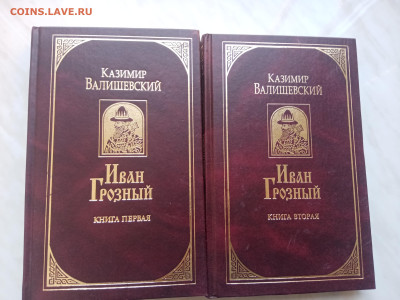 COINS.LAVE.RU
КАЗИМИР
ВАЛИШЕВСКИЙ
ИВАН
ГРОЗНЫЙ
КНИГА ПЕРВАЯ
КАЗИМИР
ВАЛИШЕВСКИЙ
ИВАН
ГРОЗНЫЙ
КНИГА ВТОРАЯ